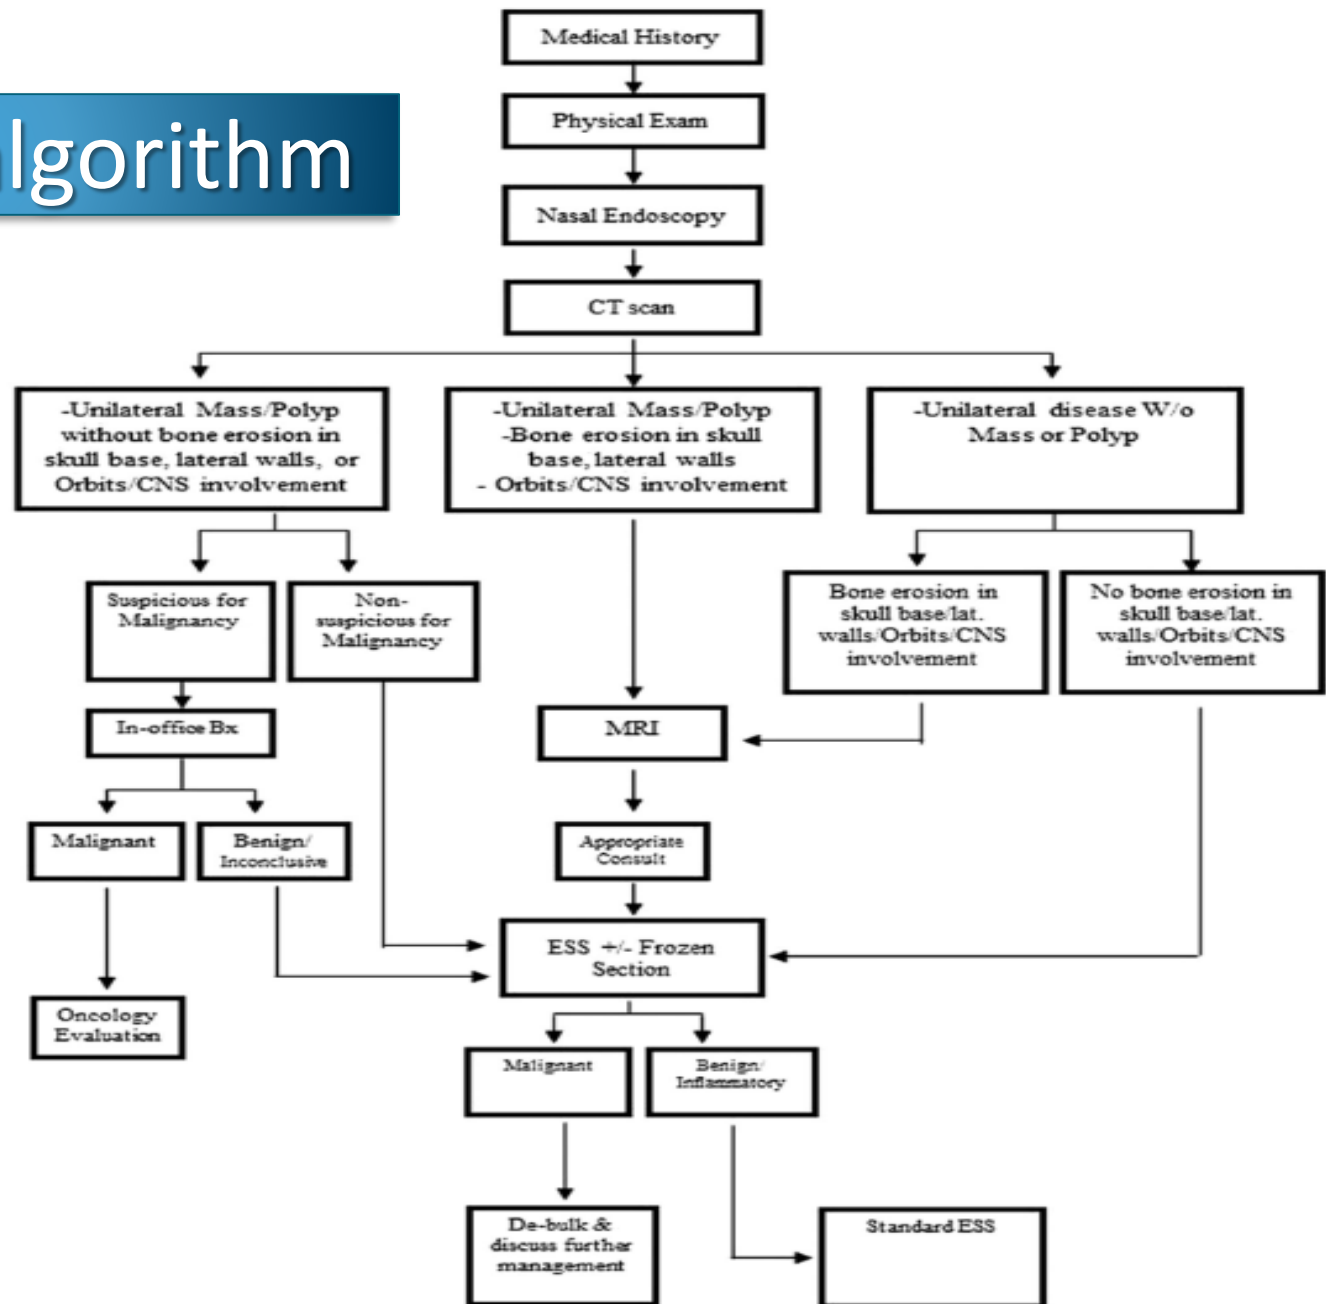 lgorithm
Medical History
Physical Exam
Nasal Endoscopy
CT scan
-Unilateral Mass/Polyp
without bone erosion in
skull base, lateral walls, or
Orbits/CNS involvement
-Unilateral Mass/Polyp
-Bone erosion in skull
base, lateral walls
- Orbits/CNS involvement
-Unilateral disease W/o
Mass or Polyp
Suspicious for
Malignancy
Non-
suspicious for
Malignancy
Bone erosion in
skull base/lat.
walls/Orbits/CNS
involvement
No bone erosion in
skull base/lat.
walls/Orbits/CNS
involvement
In-office Bx
MRI
Malignant
Benign/
Inconclusive
Appropriate
Consult
ESS +/- Frozen
Section
Oncology
Evaluation
Malignant
Benign/
Inflammatory
De-bulk &
discuss further
management
Standard ESS